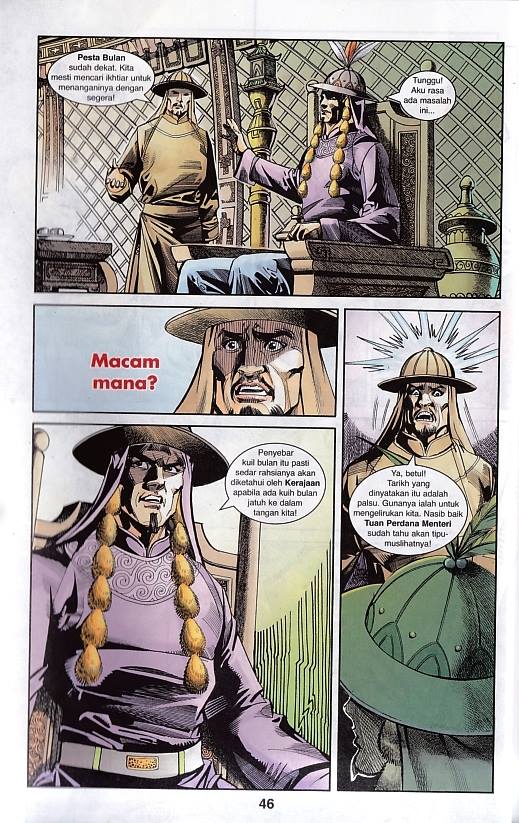 Pesta Bulan
sudah dekat. Kita
mesti mencari ikhtiar untuk
menanganinya dengan
segera!
Tunggu!
Aku rasa
ada masalah
ini...
Macam
mana?
Ya, betul!
Tarikh yang
dinyatakan itu adalah
palsu. Gunanya ialah untuk
mengelirukan kita. Nasib baik
Tuan Perdana Menteri
sudah tahu akan tipu-
muslihatnya!
Penyebar
kuil bulan itu pasti
sedar rahsianya akan
diketahui oleh Kerajaan
apabila ada kuih bulan
jatuh ke dalam
tangan kita!
46